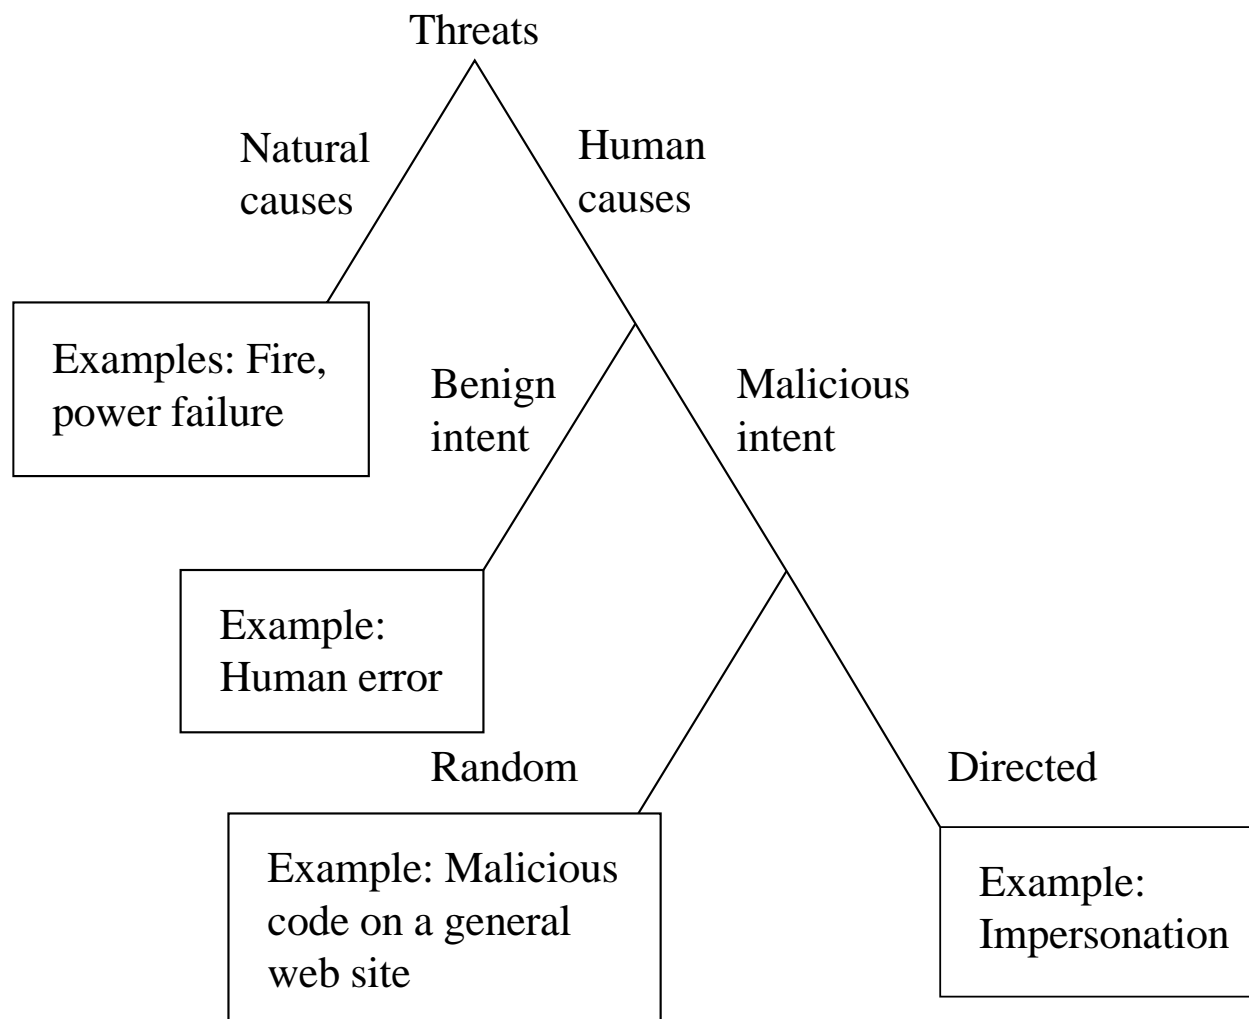 Threats
Natural
causes
Human
causes
Examples: Fire,
power failure
Benign
intent
Malicious
intent
Example:
Human error
Random
Directed
Example: Malicious
code on a general
web site
Example:
Impersonation